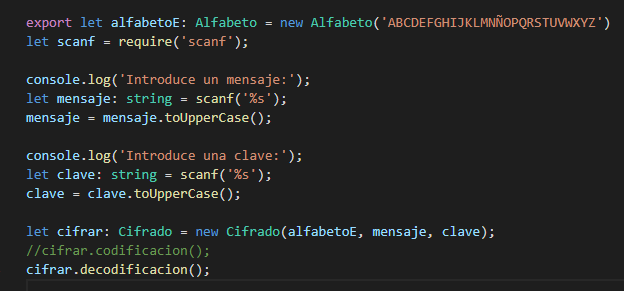 export let alfabetoE: Alfabeto = new Alfabeto('ABCDEFGHIJKLMNÑOPQRSTUVWXYZ')
let scanf = require('scanf');
console.log('Introduce un mensaje:');
let mensaje: string = scanf('%s');
mensaje = mensaje.toUpperCase();
console.log('Introduce una clave:');
let clave: string = scanf('%s');
clave = clave.toUpperCase();
let cifrar: Cifrado = new Cifrado(alfabetoE, mensaje, clave);
//cifrar.codificacion();
cifrar.decodificacion();